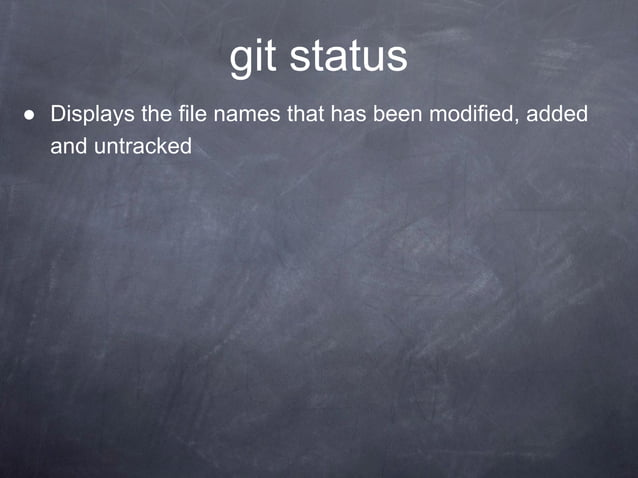 git status
● Displays the file names that has been modified, added
and untracked